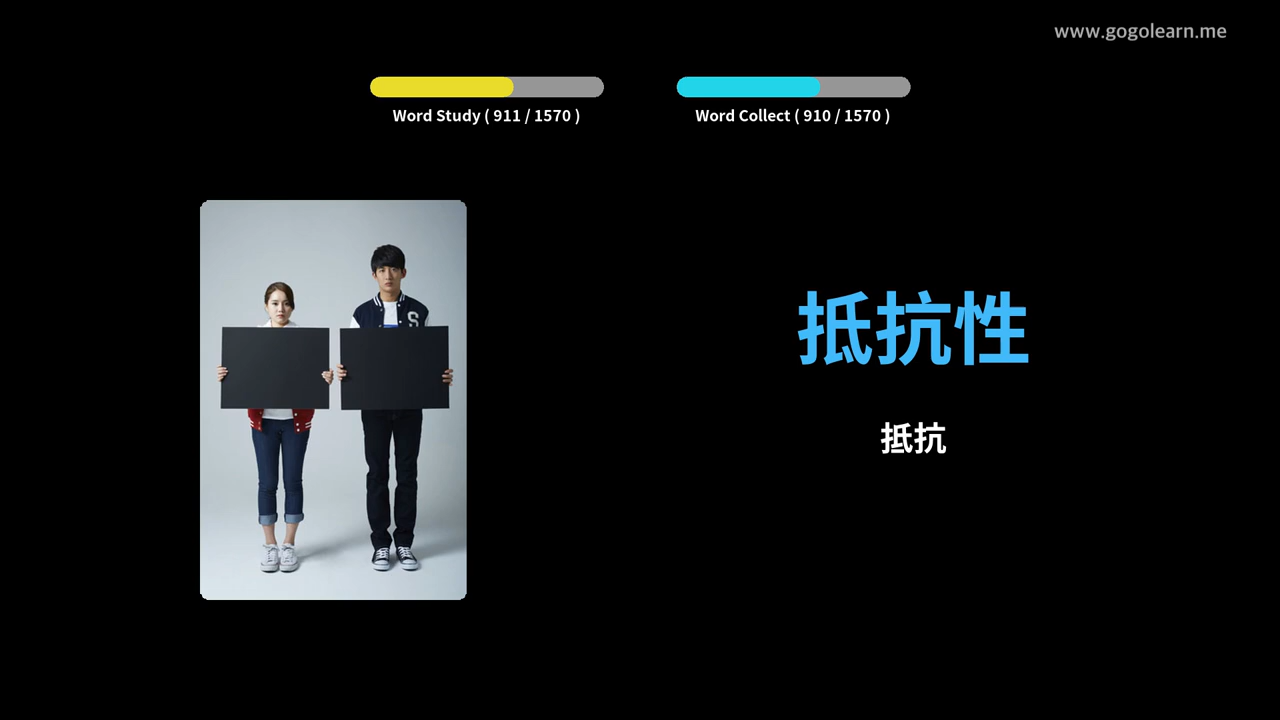 www.gogolearn.me
Word Study ( 911 / 1570 )
Word Collect ( 910 / 1570 )
S
抵抗性
抵抗